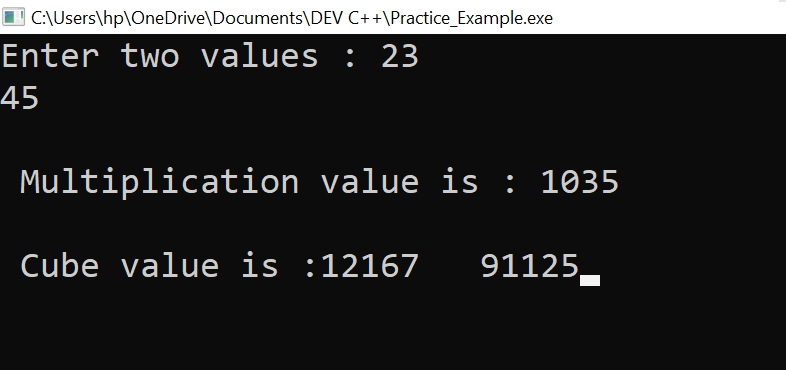 C:\Users\hp\OneDrive\Documents\DEV C++\Practice_Example.exe
Enter two values : 23
45
Multiplication value is : 1035
Cube value is :12167   91125